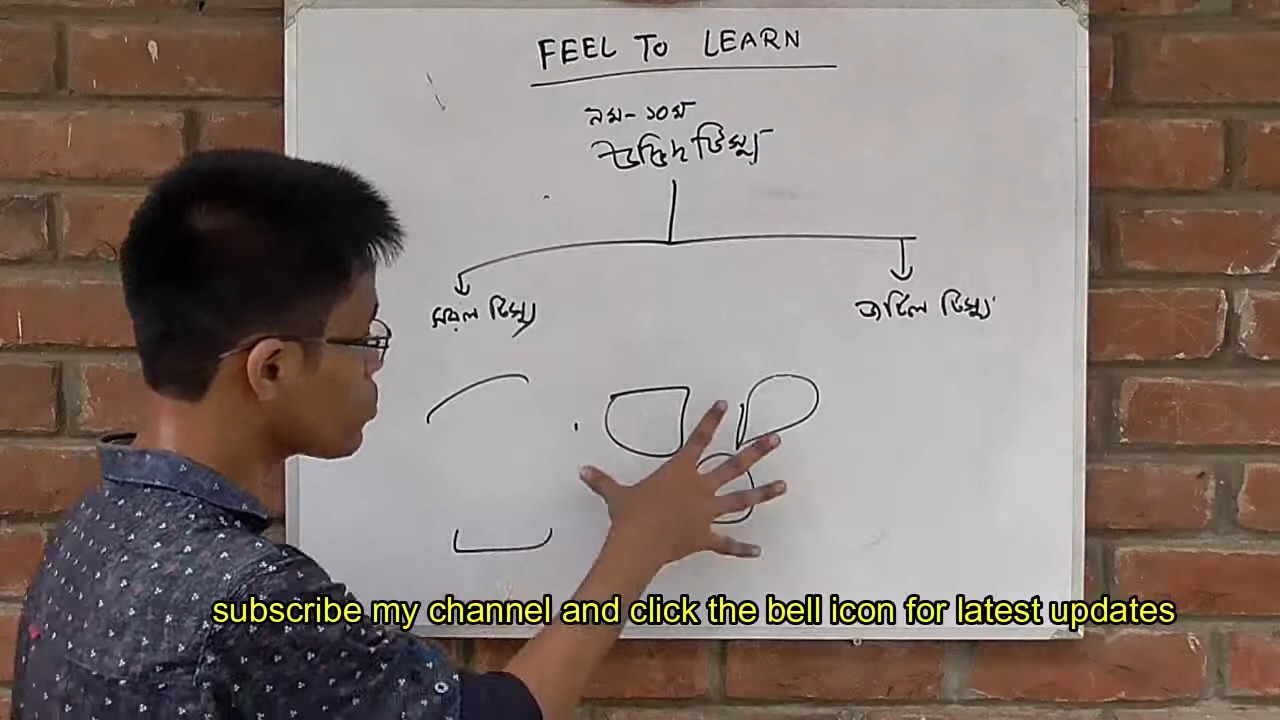 FEEL TO LEARN
৯ম-১০ম
উদ্ভিদ টিস্যু
সরল টিস্যু
জটিল টিস্যু
subscribe my channel and click the bell icon for latest updates